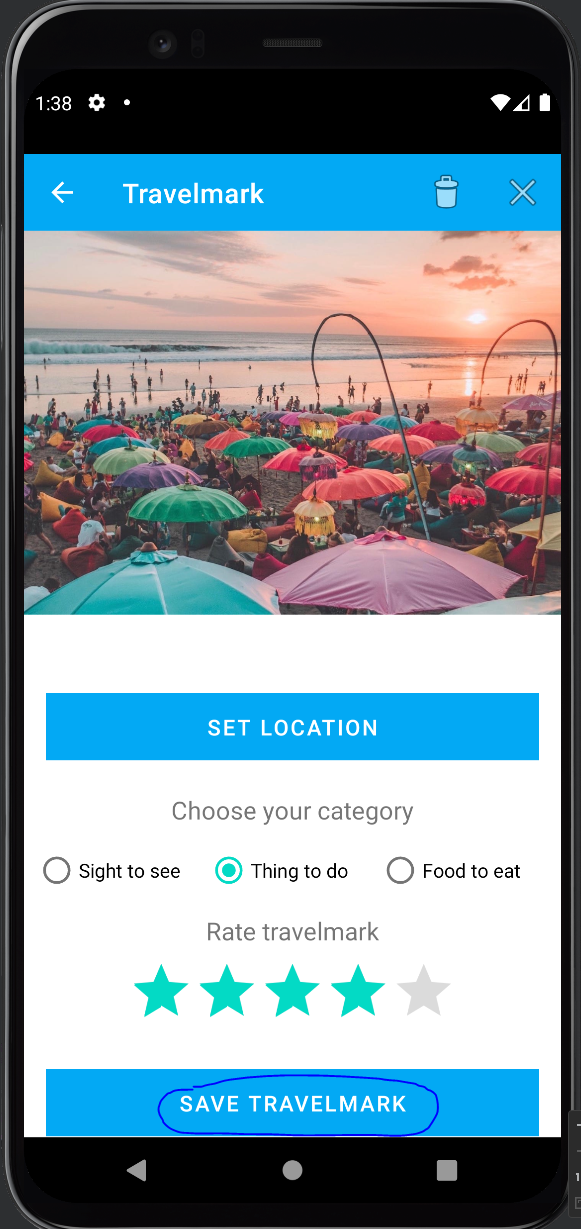 1:38
Travelmark
SET LOCATION
Choose your category
Sight to see Thing to do Food to eat
Rate travelmark
SAVE TRAVELMARK